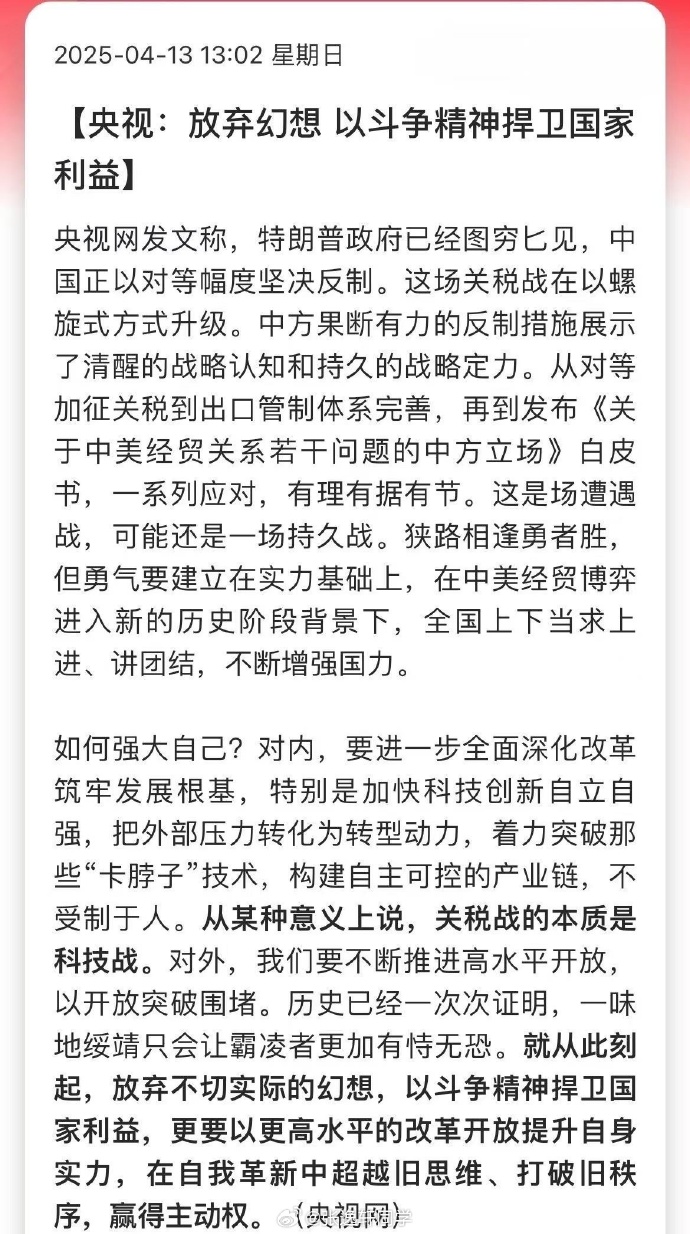 2025-04-13 13:02 星期日
【央视：放弃幻想 以斗争精神捍卫国家
利益】
央视网发文称，特朗普政府已经图穷匕见，中
国正以对等幅度坚决反制。这场关税战在以螺
旋式方式升级。中方果断有力的反制措施展示
了清醒的战略认知和持久的战略定力。从对等
加征关税到出口管制体系完善，再到发布《关
于中美经贸关系若干问题的中方立场》白皮
书，一系列应对，有理有据有节。这是场遭遇
战，可能还是一场持久战。狭路相逢勇者胜，
但勇气要建立在实力基础上，在中美经贸博弈
进入新的历史阶段背景下，全国上下当求上
进、讲团结，不断增强国力。
如何强大自己？对内，要进一步全面深化改革
筑牢发展根基，特别是加快科技创新自立自
强，把外部压力转化为转型动力，着力突破那
些“卡脖子”技术，构建自主可控的产业链，不
受制于人。从某种意义上说，关税战的本质是
科技战。对外，我们要不断推进高水平开放，
以开放突破围堵。历史已经一次次证明，一味
地绥靖只会让霸凌者更加有恃无恐。就从此刻
起，放弃不切实际的幻想，以斗争精神捍卫国
家利益，更要以更高水平的改革开放提升自身
实力，在自我革新中超越旧思维、打破旧秩
序，赢得主动权。（央视网）